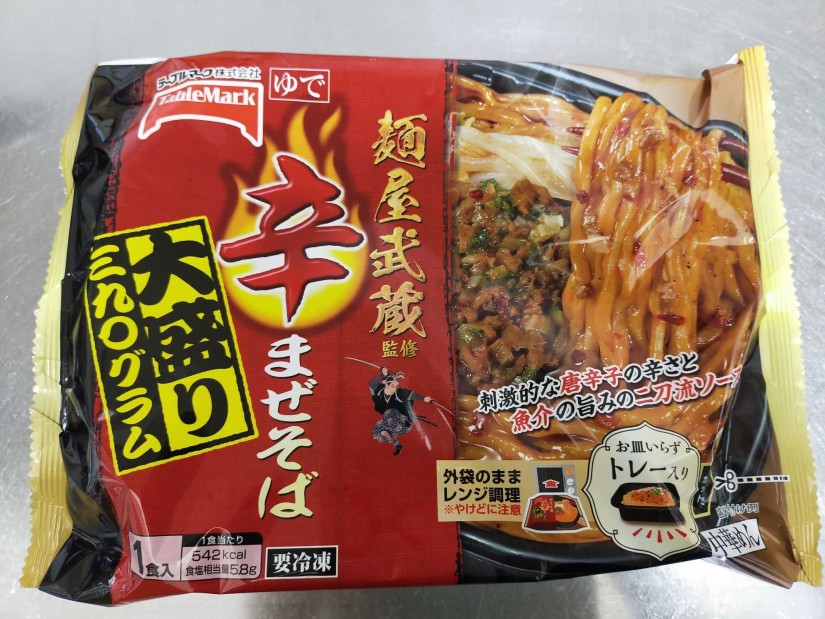 テーブルマーク株式会社
TableMark
ゆで
麺屋武蔵
監修
辛まぜそば
大盛り
三九〇グラム
刺激的な唐辛子の辛さと
魚介の旨みの二刀流ソース
外袋のまま
レンジ調理
※やけどに注意
お皿いらず
トレー入り
中華めん
1食入
1食当たり
542kcal
食塩相当量5.8g
要冷凍